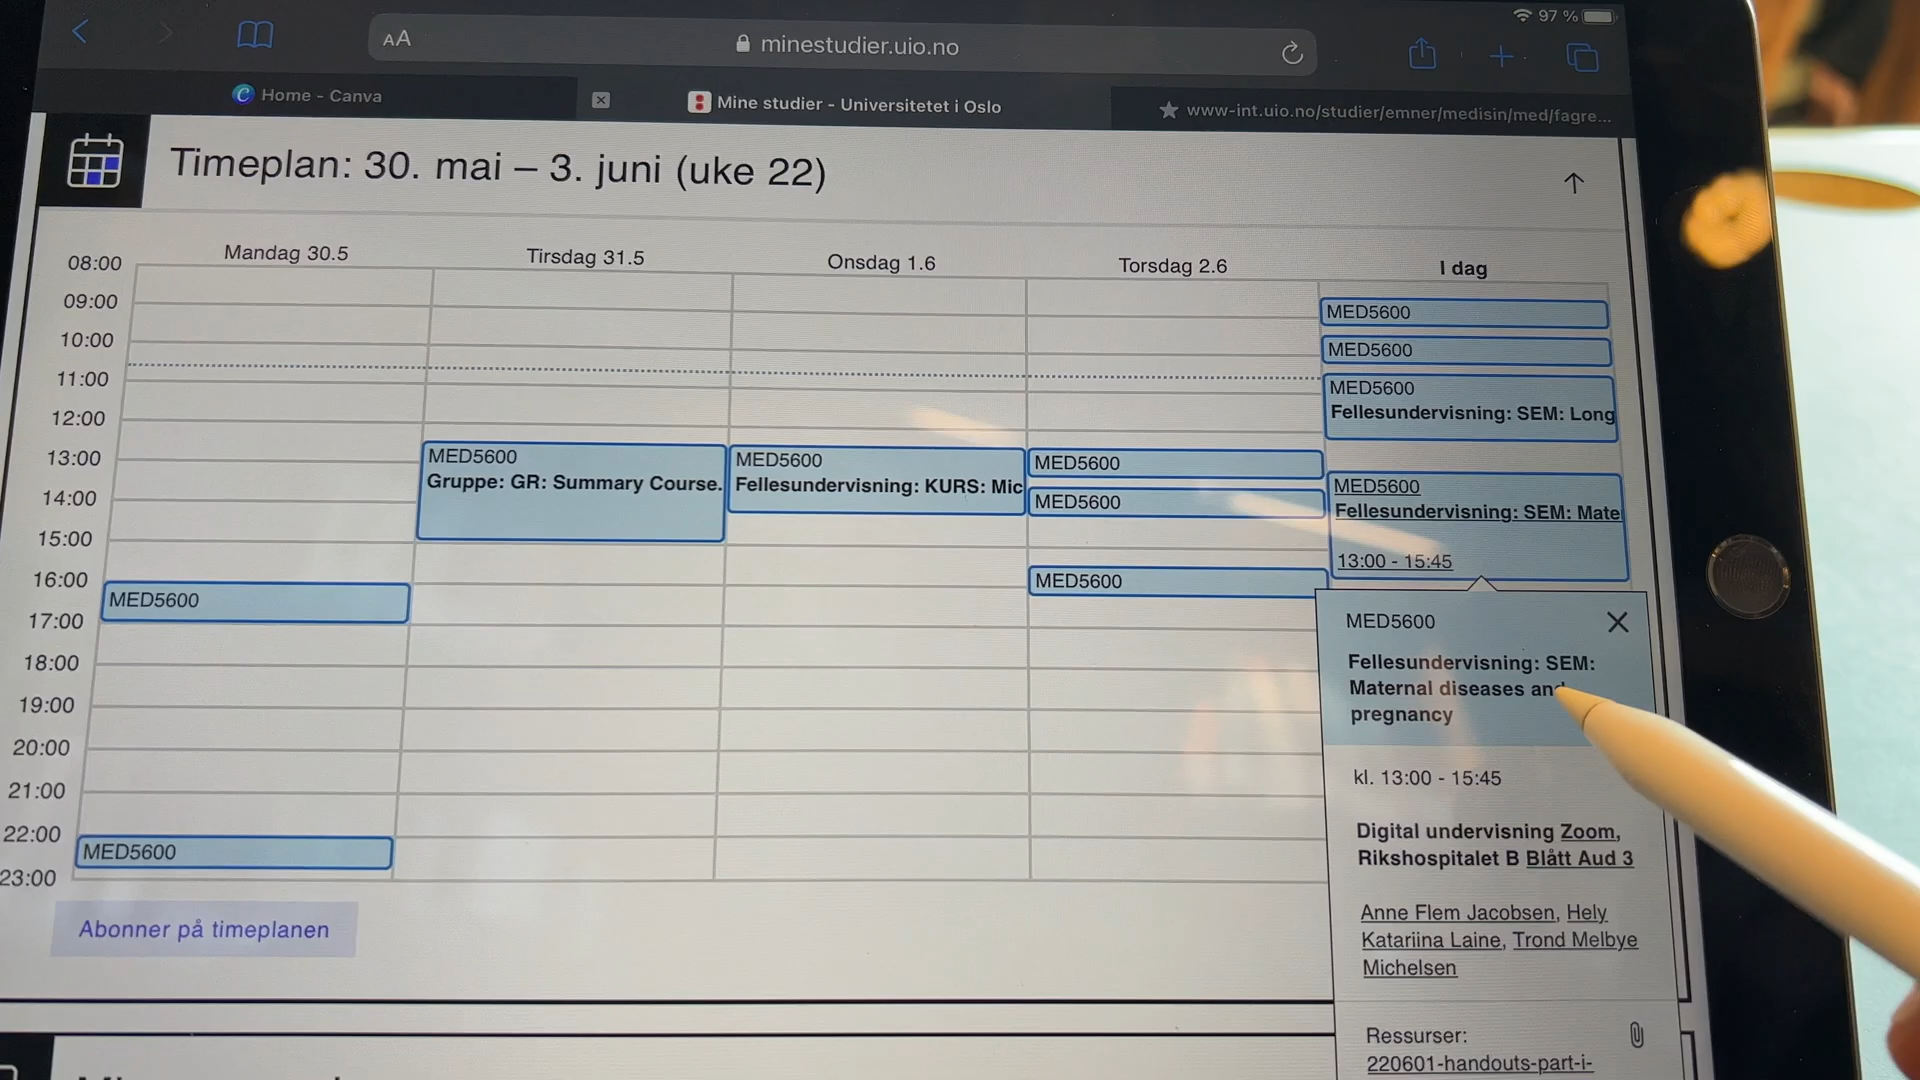 97 %
AA
minestudier.uio.no
Home - Canva
Mine studier - Universitetet i Oslo
www-int.uio.no/studier/emner/medisin/med/fagre...
Timeplan: 30. mai – 3. juni (uke 22)
Mandag 30.5
Tirsdag 31.5
Onsdag 1.6
Torsdag 2.6
I dag
08:00
09:00
10:00
11:00
12:00
13:00
14:00
15:00
16:00
17:00
18:00
19:00
20:00
21:00
22:00
23:00
MED5600
MED5600
MED5600
Gruppe: GR: Summary Course.
MED5600
Fellesundervisning: KURS: Mic
MED5600
MED5600
MED5600
MED5600
MED5600
MED5600
Fellesundervisning: SEM: Long
MED5600
Fellesundervisning: SEM: Mate
13:00 - 15:45
MED5600
Fellesundervisning: SEM:
Maternal diseases and
pregnancy
kl. 13:00 - 15:45
Digital undervisning Zoom,
Rikshospitalet B Blått Aud 3
Anne Flem Jacobsen, Hely
Katariina Laine, Trond Melbye
Michelsen
Ressurser:
220601-handouts-part-i-
Abonner på timeplanen